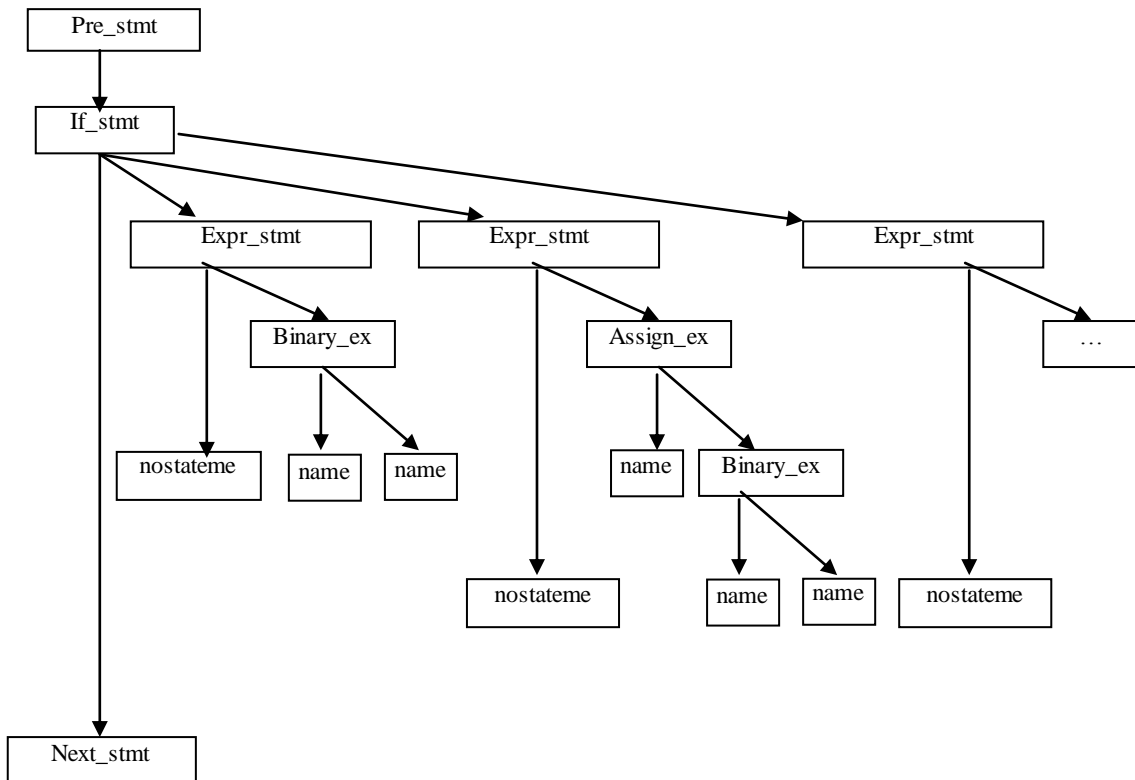 Pre_stmt
If_stmt
Expr_stmt
Expr_stmt
Expr_stmt
Binary_ex
Assign_ex
…
nostateme
name
name
name
Binary_ex
nostateme
name
name
nostateme
Next_stmt